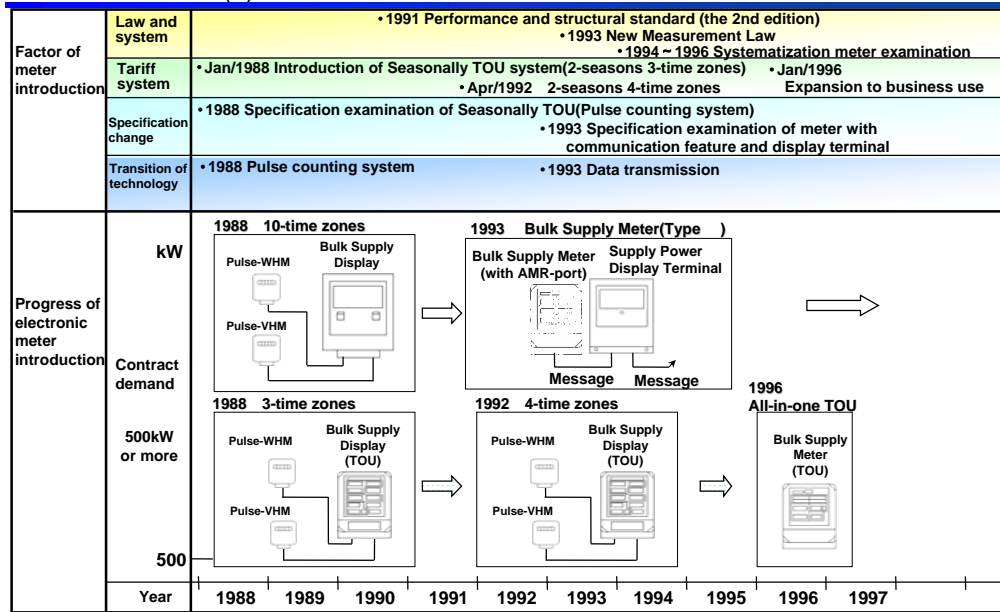 Factor of
meter
introduction
Law and
system
•1991 Performance and structural standard (the 2nd edition)
•1993 New Measurement Law
•1994 ~ 1996 Systematization meter examination
Tariff
system
•Jan/1988 Introduction of Seasonally TOU system(2-seasons 3-time zones)
•Jan/1996
•Apr/1992 2-seasons 4-time zones
Expansion to business use
Specification
change
•1988 Specification examination of Seasonally TOU(Pulse counting system)
•1993 Specification examination of meter with
communication feature and display terminal
Transition of
technology
•1988 Pulse counting system
•1993 Data transmission
Progress of
electronic
meter
introduction
kW
Contract
demand
500kW
or more
500
1988 10-time zones
Pulse-WHM
Bulk Supply
Display
Pulse-VHM
1993 Bulk Supply Meter(Type )
Bulk Supply Meter
(with AMR-port)
Supply Power
Display Terminal
Message
Message
1988 3-time zones
Pulse-WHM
Bulk Supply
Display
(TOU)
Pulse-VHM
1992 4-time zones
Pulse-WHM
Bulk Supply
Display
(TOU)
Pulse-VHM
1996
All-in-one TOU
Bulk Supply
Meter
(TOU)
Year
1988 1989 1990 1991 1992 1993 1994 1995 1996 1997